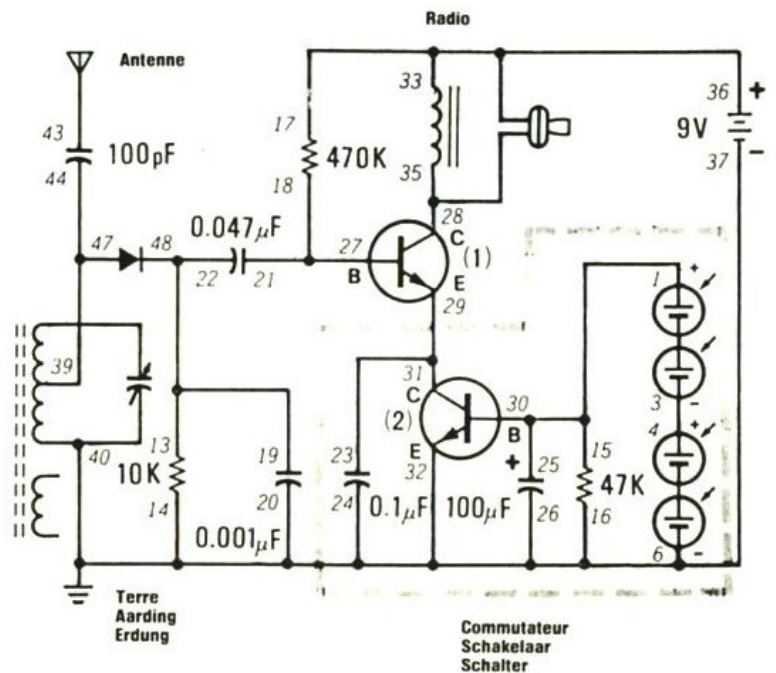 Radio
Antenne
43
100pF
44
17
470K
18
33
35
36
+
9V
37
-
47
48
0.047µF
22
21
27
B
28
C
(1)
E
29
1
+
39
40
31
C
(2)
E
32
30
B
3
-
4
+
13
10K
14
19
20
0.001µF
23
24
0.1µF
+
100µF
25
26
15
47K
16
6
-
Terre
Aarding
Erdung
Commutateur
Schakelaar
Schalter